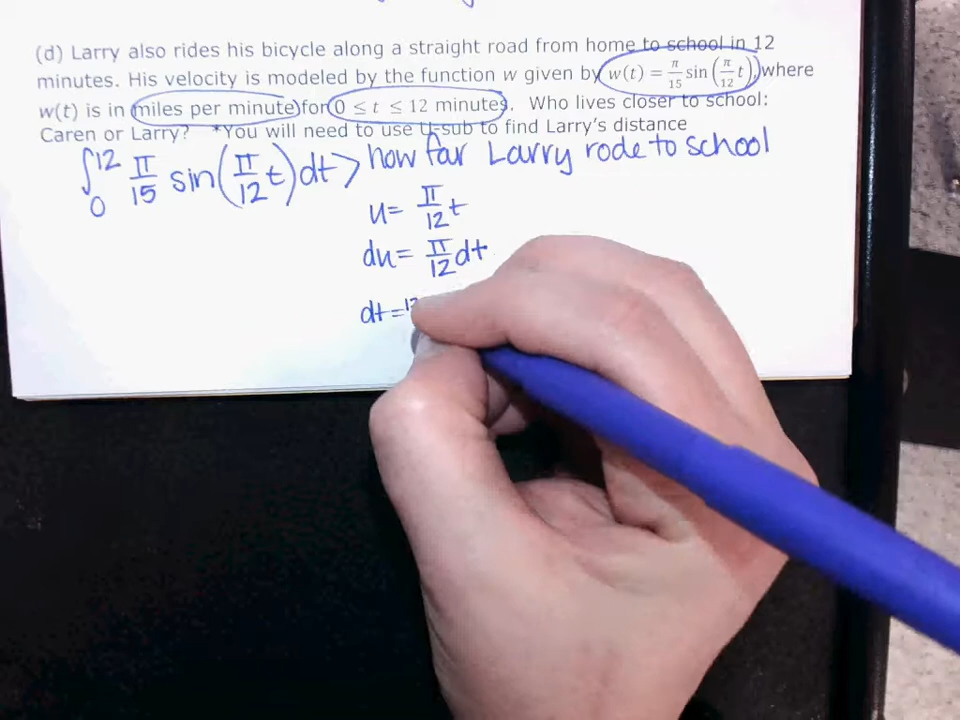 (d) Larry also rides his bicycle along a straight road from home to school in 12
minutes. His velocity is modeled by the function w given by w(t) = π/15 sin(π/12 t), where
w(t) is in miles per minute for 0 ≤ t ≤ 12 minutes. Who lives closer to school:
Caren or Larry? *You will need to use U-sub to find Larry's distance
∫₀¹² π/15 sin(π/12 t)dt > how far Larry rode to school
u = π/12 t
du = π/12 dt
dt = 12